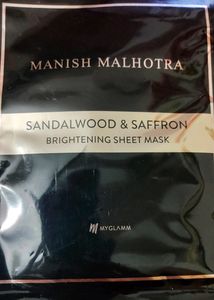 MANISH MALHOTRA
SANDALWOOD & SAFFRON
BRIGHTENING SHEET MASK
M MYGLAMM